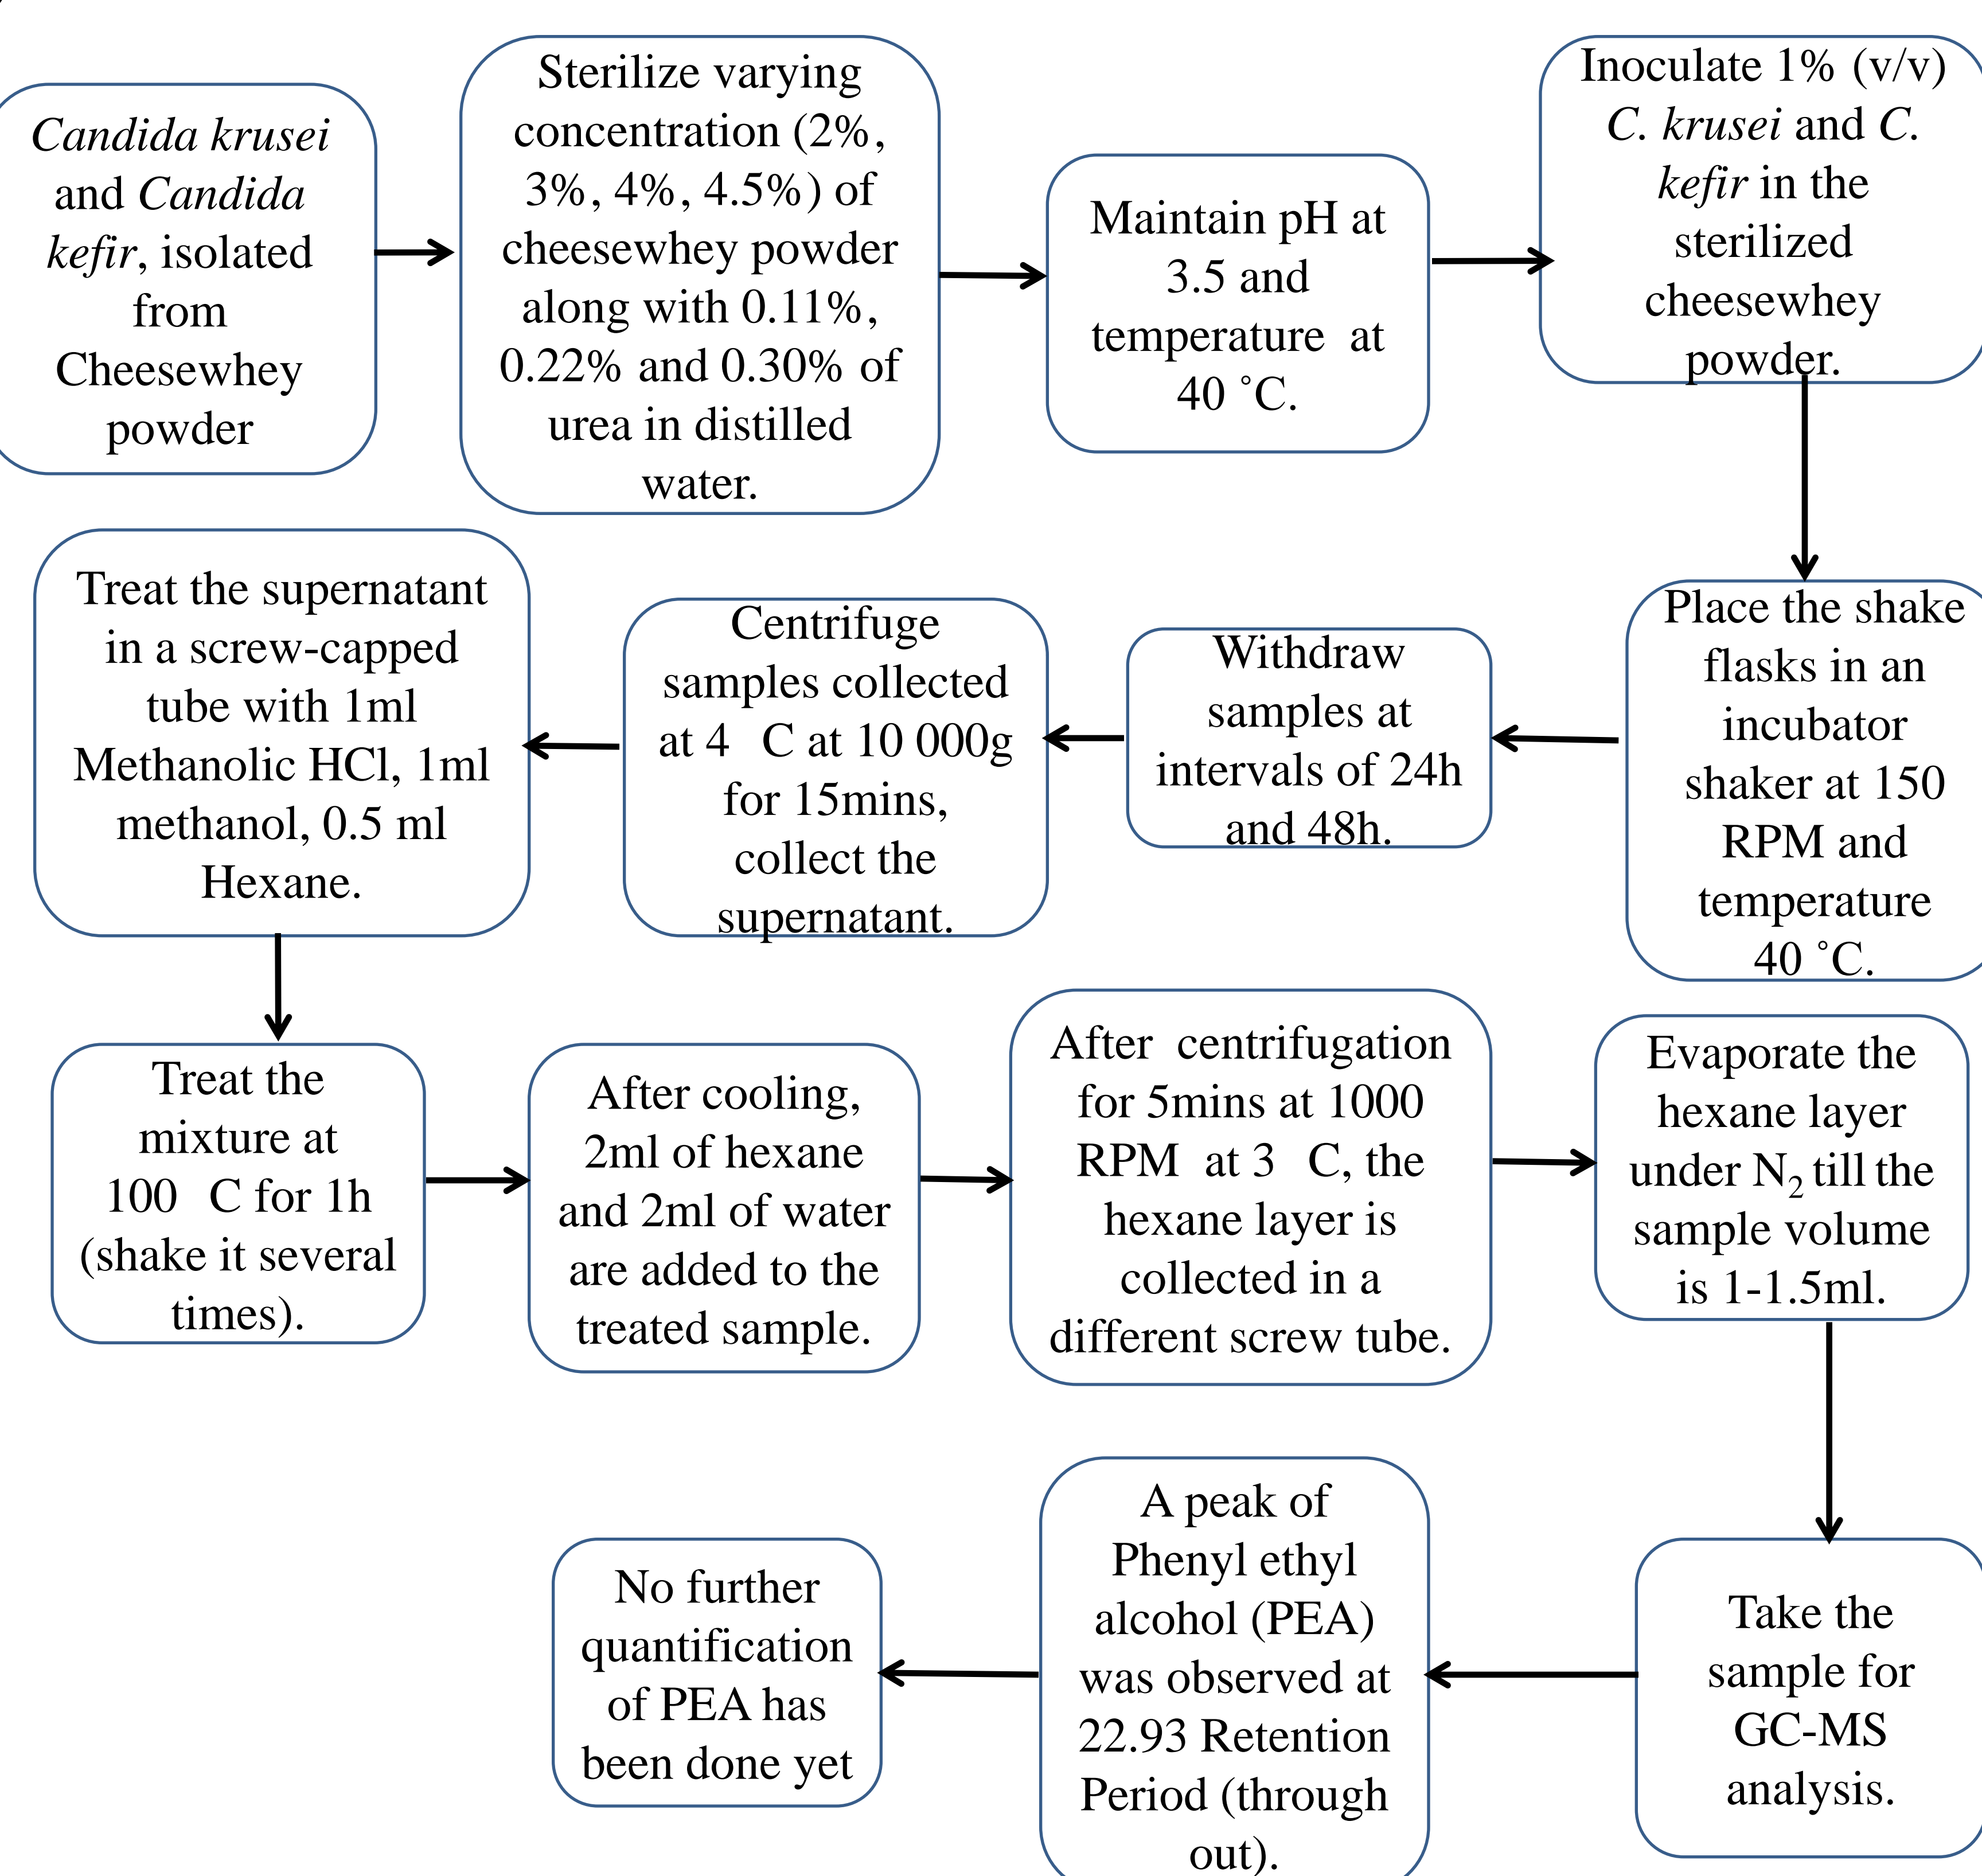 Candida krusei
and Candida
kefir, isolated
from
Cheesewhey
powder
Sterilize varying
concentration (2%,
3%, 4%, 4.5%) of
cheesewhey powder
along with 0.11%,
0.22% and 0.30% of
urea in distilled
water.
Maintain pH at
3.5 and
temperature at
40 ˚C.
Inoculate 1% (v/v)
C. krusei and C.
kefir in the
sterilized
cheesewhey
powder.
Place the shake
flasks in an
incubator
shaker at 150
RPM and
temperature
40 ˚C.
Withdraw
samples at
intervals of 24h
and 48h.
Centrifuge
samples collected
at 4 C at 10 000g
for 15mins,
collect the
supernatant.
Treat the supernatant
in a screw-capped
tube with 1ml
Methanolic HCl, 1ml
methanol, 0.5 ml
Hexane.
Treat the
mixture at
100 C for 1h
(shake it several
times).
After cooling,
2ml of hexane
and 2ml of water
are added to the
treated sample.
After centrifugation
for 5mins at 1000
RPM at 3 C, the
hexane layer is
collected in a
different screw tube.
Evaporate the
hexane layer
under N₂ till the
sample volume
is 1-1.5ml.
Take the
sample for
GC-MS
analysis.
A peak of
Phenyl ethyl
alcohol (PEA)
was observed at
22.93 Retention
Period (through
out).
No further
quantification
of PEA has
been done yet